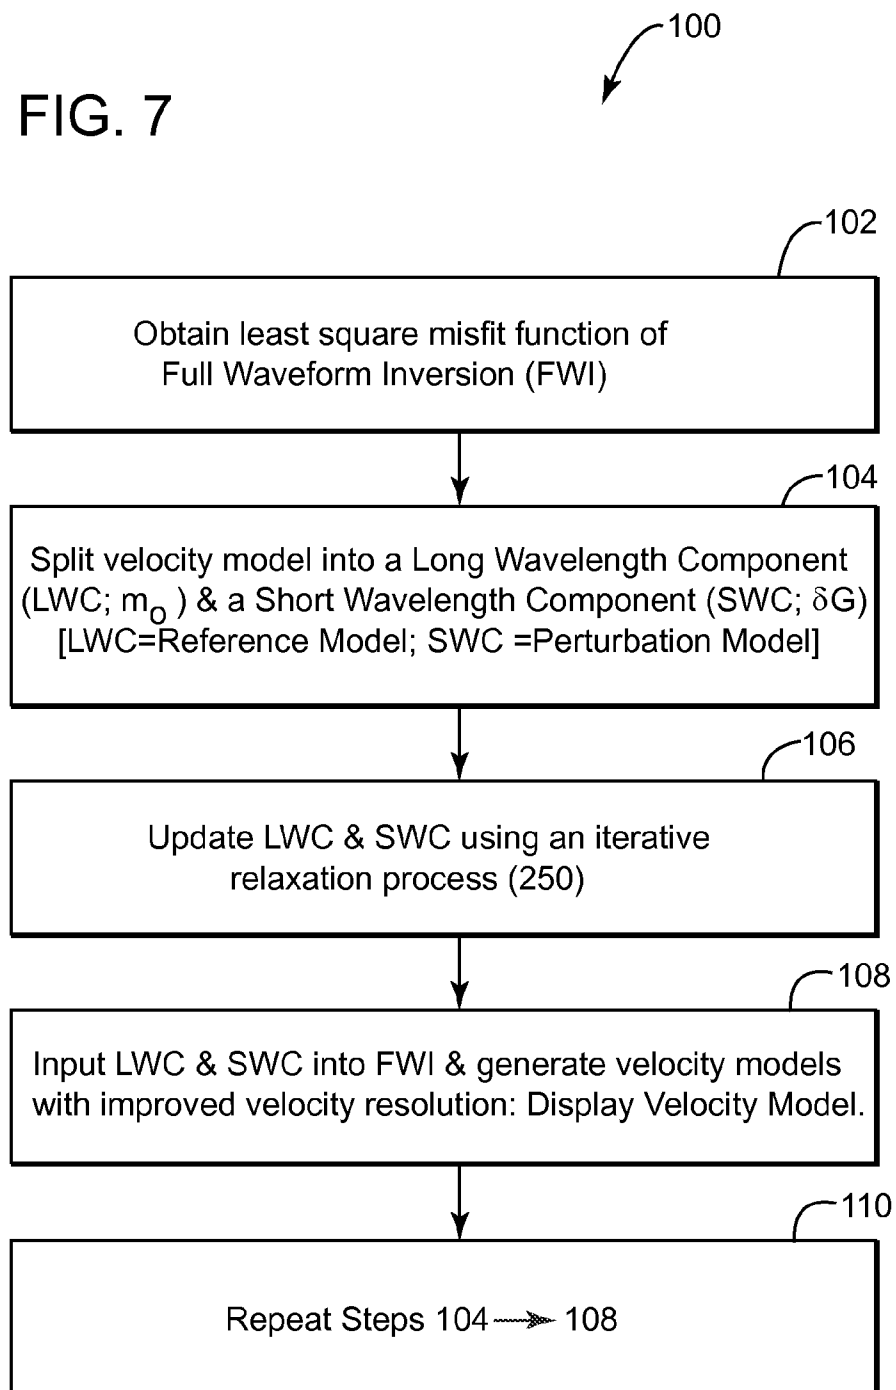 100
FIG. 7
102
Obtain least square misfit function of
Full Waveform Inversion (FWI)
104
Split velocity model into a Long Wavelength Component
(LWC; mo ) & a Short Wavelength Component (SWC; δG)
[LWC=Reference Model; SWC =Perturbation Model]
106
Update LWC & SWC using an iterative
relaxation process (250)
108
Input LWC & SWC into FWI & generate velocity models
with improved velocity resolution: Display Velocity Model.
110
Repeat Steps 104 → 108